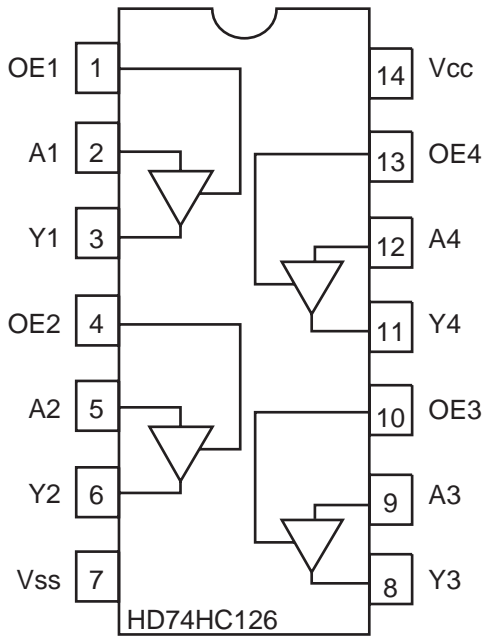 OE1 1
14 Vcc
A1 2
13 OE4
Y1 3
12 A4
OE2 4
11 Y4
A2 5
10 OE3
Y2 6
9 A3
Vss 7
8 Y3
HD74HC126